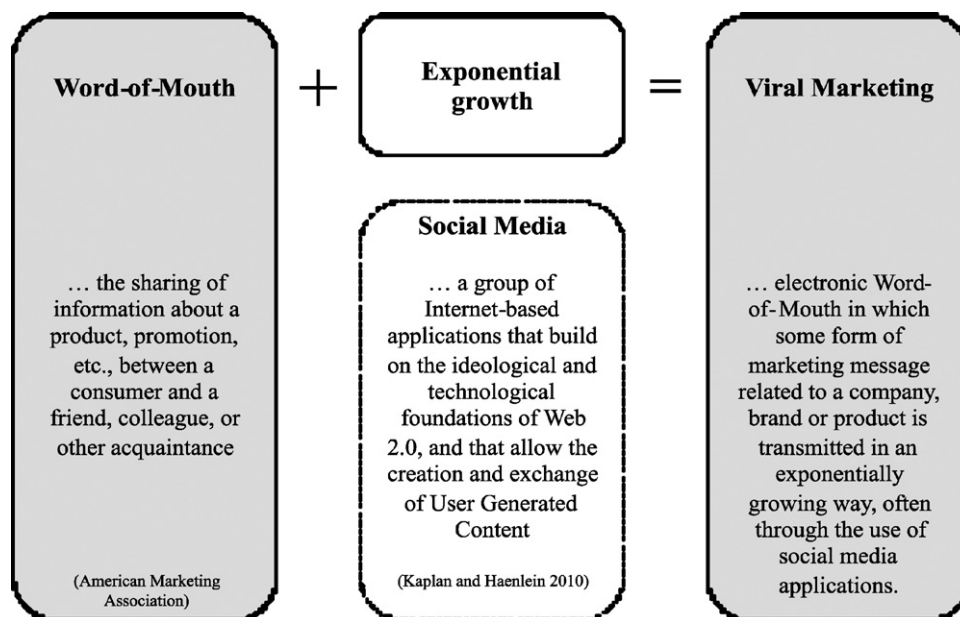 Word-of-Mouth
… the sharing of
information about a
product, promotion,
etc., between a
consumer and a
friend, colleague, or
other acquaintance
(American Marketing
Association)
+
Exponential
growth
Social Media
… a group of
Internet-based
applications that build
on the ideological and
technological
foundations of Web
2.0, and that allow the
creation and exchange
of User Generated
Content
(Kaplan and Haenlein 2010)
=
Viral Marketing
… electronic Word-
of-Mouth in which
some form of
marketing message
related to a company,
brand or product is
transmitted in an
exponentially
growing way, often
through the use of
social media
applications.